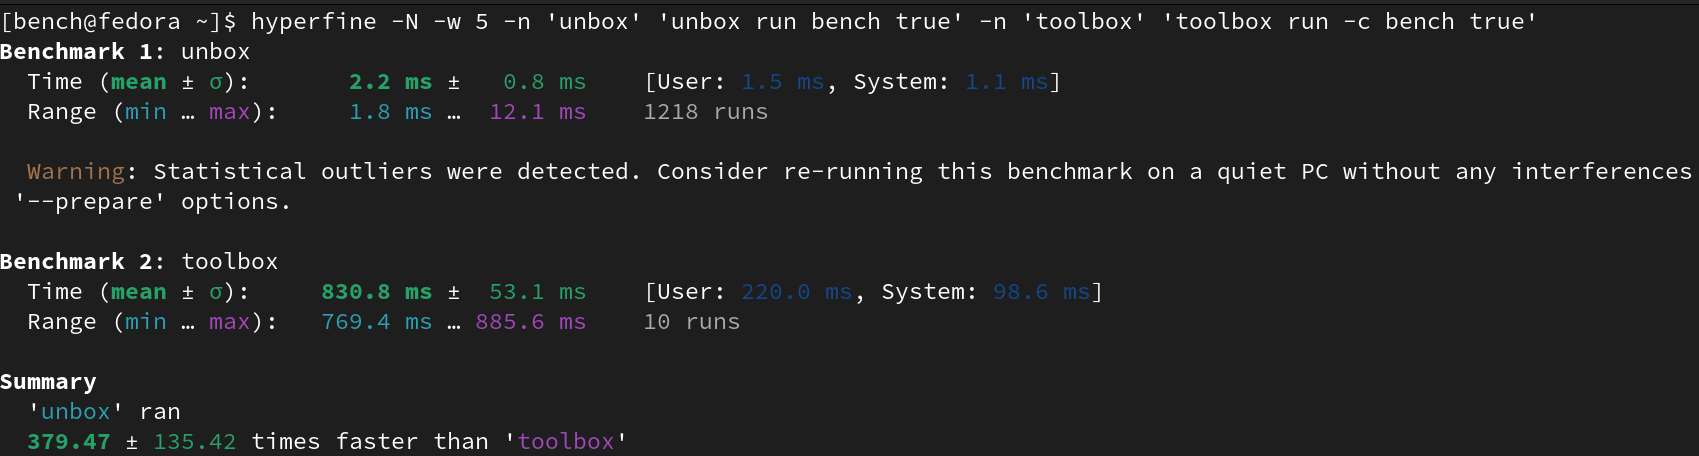 [bench@fedora ~]$ hyperfine -N -w 5 -n 'unbox' 'unbox run bench true' -n 'toolbox' 'toolbox run -c bench true'
Benchmark 1: unbox
  Time (mean ± σ):       2.2 ms ±   0.8 ms    [User: 1.5 ms, System: 1.1 ms]
  Range (min … max):     1.8 ms …  12.1 ms    1218 runs

  Warning: Statistical outliers were detected. Consider re-running this benchmark on a quiet PC without any interferences
 '--prepare' options.

Benchmark 2: toolbox
  Time (mean ± σ):     830.8 ms ±  53.1 ms    [User: 220.0 ms, System: 98.6 ms]
  Range (min … max):   769.4 ms … 885.6 ms    10 runs

Summary
  'unbox' ran
  379.47 ± 135.42 times faster than 'toolbox'